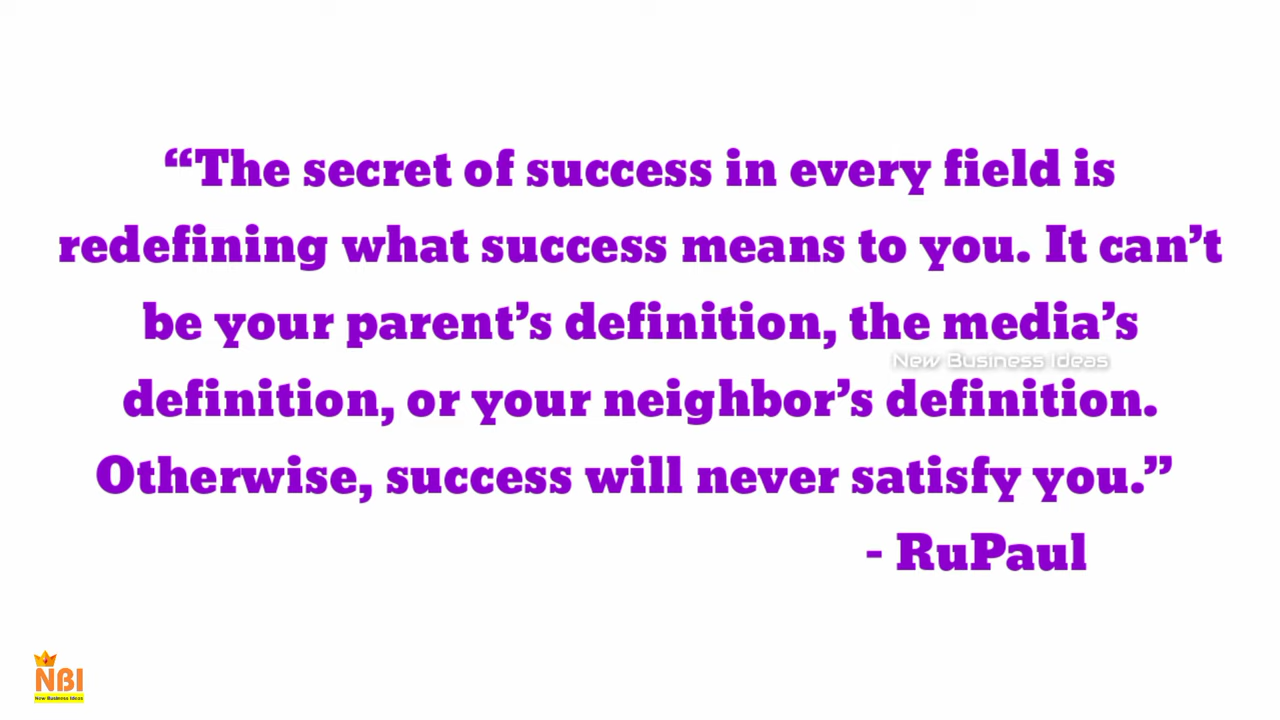 “The secret of success in every field is
redefining what success means to you. It can’t
be your parent’s definition, the media’s
New Business Ideas
definition, or your neighbor’s definition.
Otherwise, success will never satisfy you.”
- RuPaul
NBI
New Business Ideas